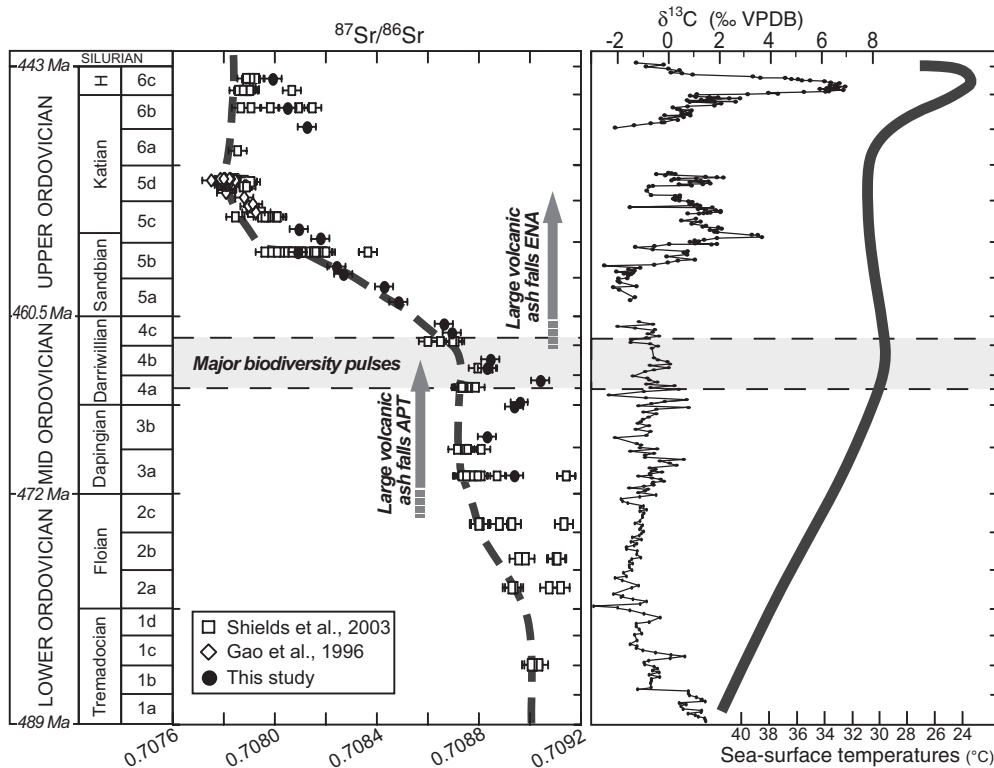 ⁸⁷Sr/⁸⁶Sr
δ¹³C (‰ VPDB)
-2 0 2 4 6 8
SILURIAN
443 Ma
H
6c
6b
6a
Katian
5d
5c
UPPER ORDOVICIAN
Sandbian
5b
5a
460.5 Ma
4c
Darriwillian
4b
4a
MID ORDOVICIAN
Dapingian
3b
3a
472 Ma
2c
Floian
2b
2a
LOWER ORDOVICIAN
Tremadocian
1d
1c
1b
1a
489 Ma
Large volcanic
ash falls ENA
Major biodiversity pulses
Large volcanic
ash falls APT
Shields et al., 2003
Gao et al., 1996
This study
0.7076 0.7080 0.7084 0.7088 0.7092
40 36 34 32 30 28 26 24
Sea-surface temperatures (°C)